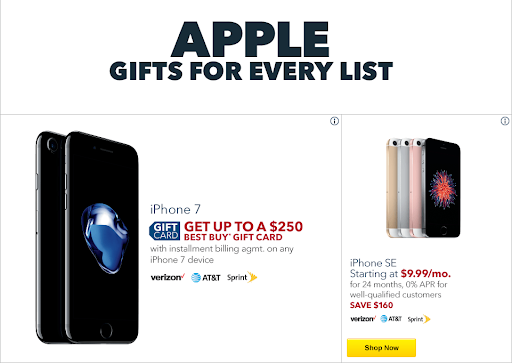 APPLE
GIFTS FOR EVERY LIST
iPhone 7
GIFT CARD
GET UP TO A $250
BEST BUY® GIFT CARD
with installment billing agmt. on any
iPhone 7 device
verizon AT&T Sprint
iPhone SE
Starting at $9.99/mo.
for 24 months, 0% APR for
well-qualified customers
SAVE $160
verizon AT&T Sprint
Shop Now